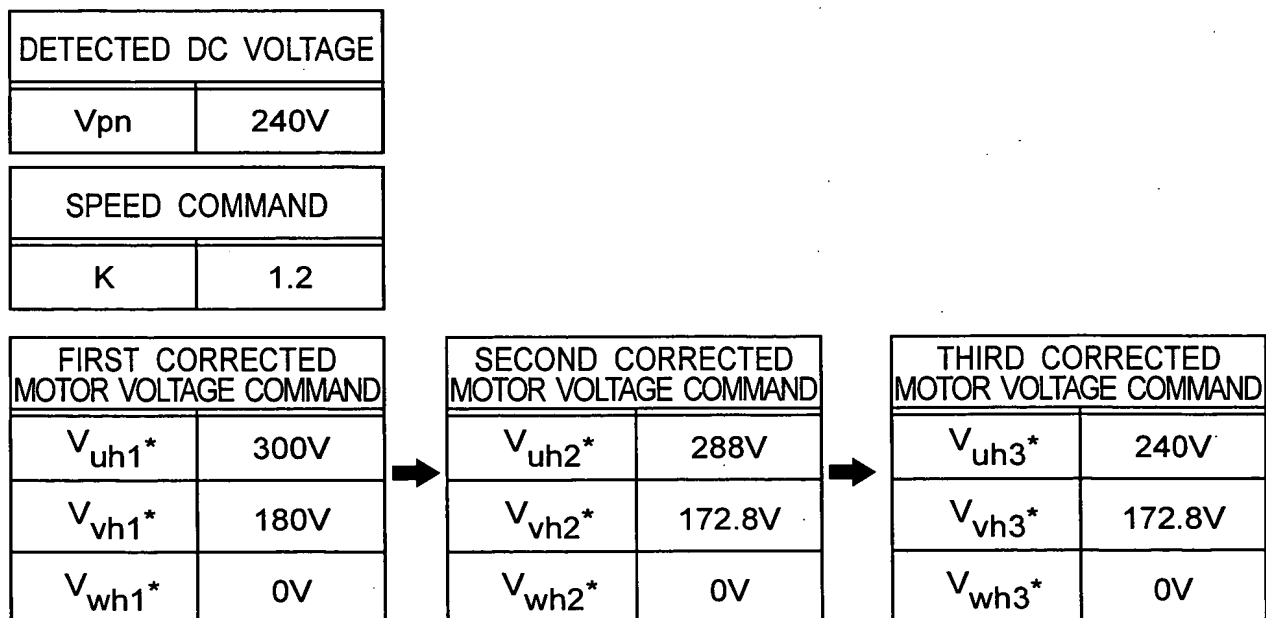 DETECTED DC VOLTAGE
Vpn 240V
SPEED COMMAND
K 1.2
FIRST CORRECTED
MOTOR VOLTAGE COMMAND
Vuh1* 300V
Vvh1* 180V
Vwh1* 0V
SECOND CORRECTED
MOTOR VOLTAGE COMMAND
Vuh2* 288V
Vvh2* 172.8V
Vwh2* 0V
THIRD CORRECTED
MOTOR VOLTAGE COMMAND
Vuh3* 240V
Vvh3* 172.8V
Vwh3* 0V